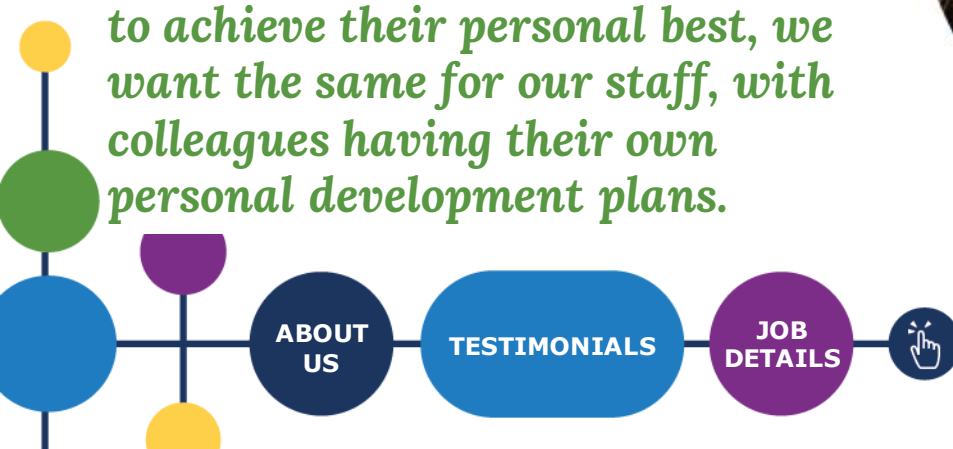 to achieve their personal best, we
want the same for our staff, with
colleagues having their own
personal development plans.
ABOUT
US
TESTIMONIALS
JOB
DETAILS